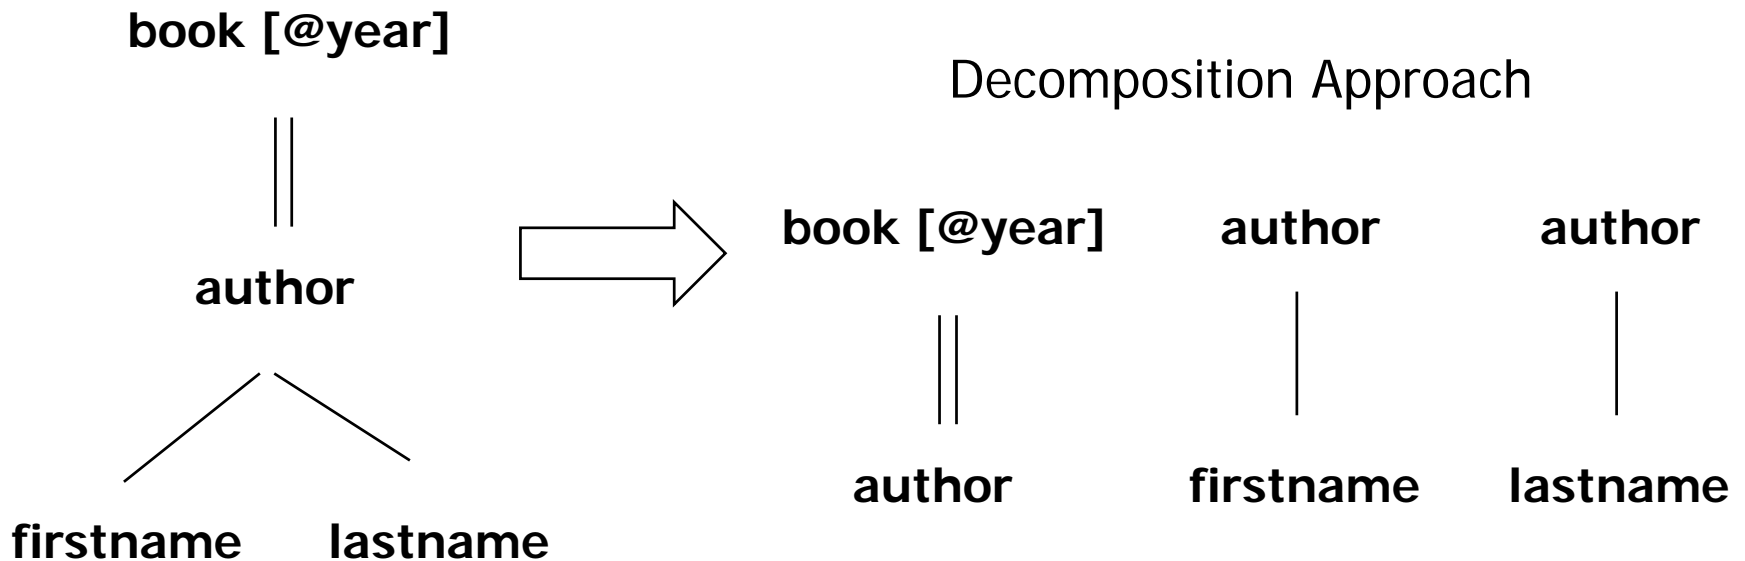 book [@year]
author
firstname lastname
Decomposition Approach
book [@year] author author
author firstname lastname